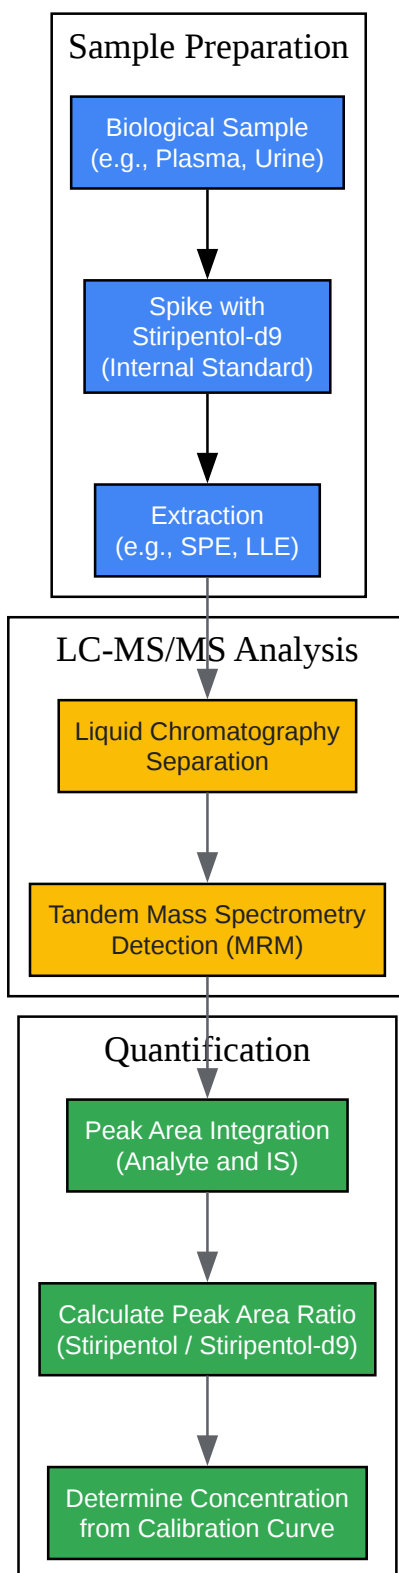 Sample Preparation
Biological Sample
(e.g., Plasma, Urine)
Spike with
Stiripentol-d9
(Internal Standard)
Extraction
(e.g., SPE, LLE)
LC-MS/MS Analysis
Liquid Chromatography
Separation
Tandem Mass Spectrometry
Detection (MRM)
Quantification
Peak Area Integration
(Analyte and IS)
Calculate Peak Area Ratio
(Stiripentol / Stiripentol-d9)
Determine Concentration
from Calibration Curve